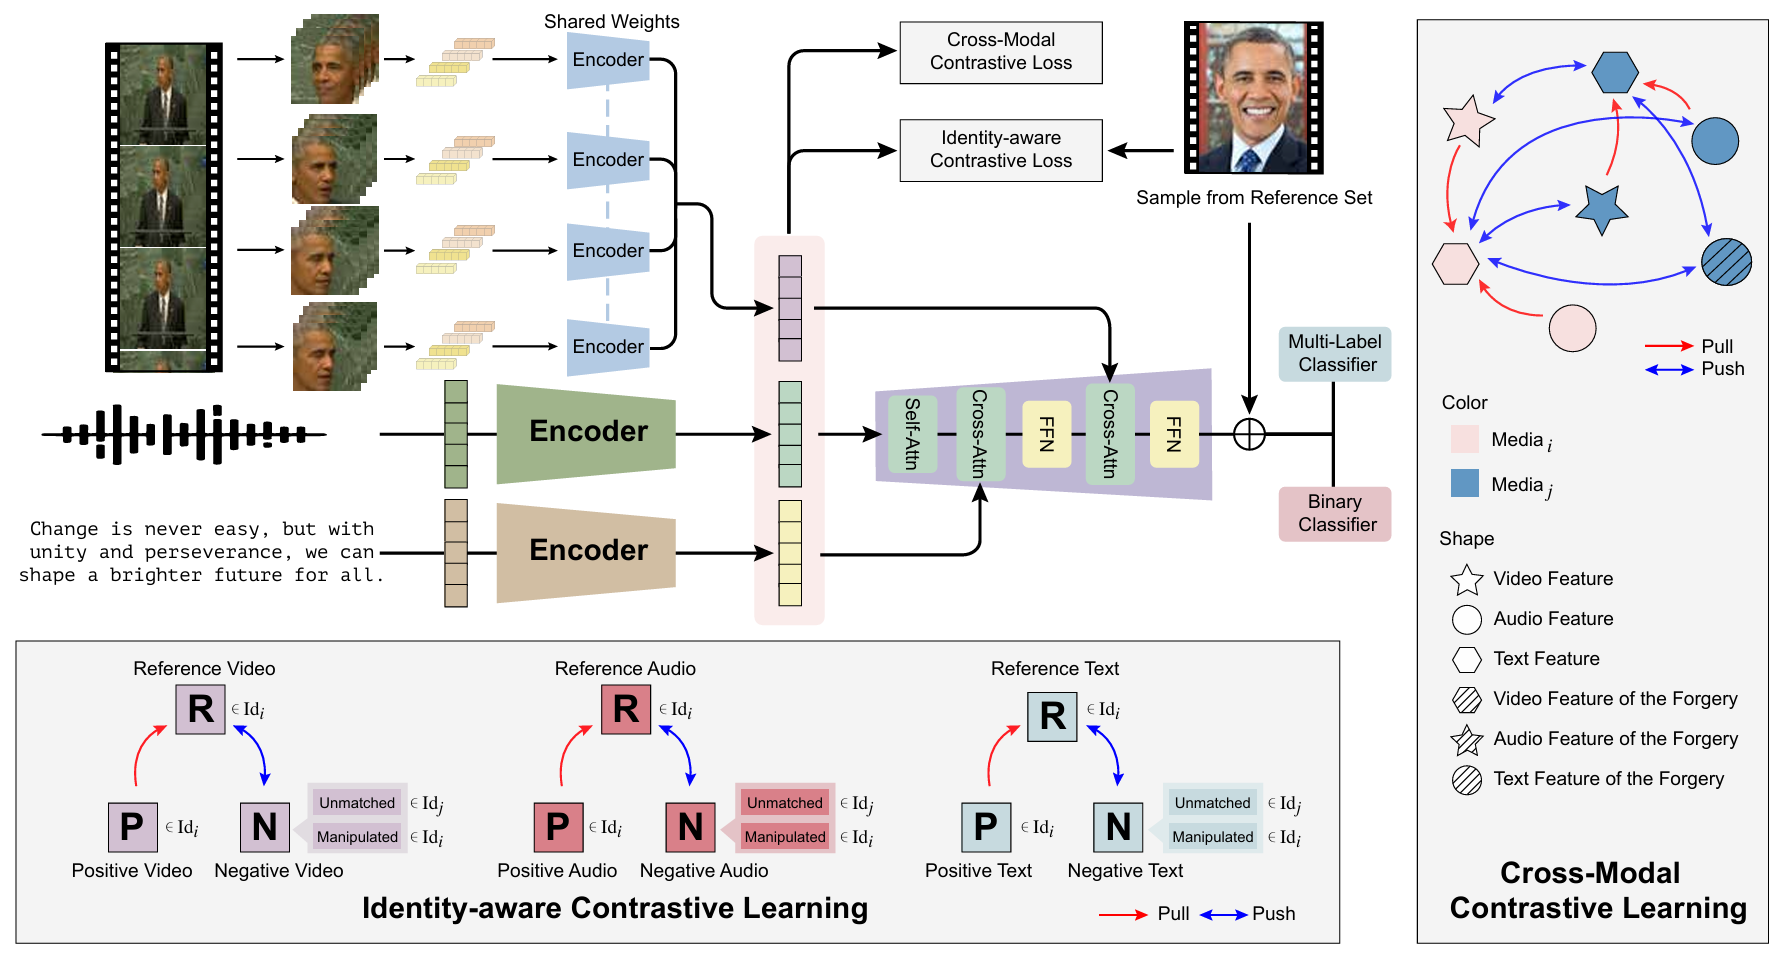 Shared Weights
Encoder
Encoder
Encoder
Encoder
Cross-Modal
Contrastive Loss
Identity-aware
Contrastive Loss
Sample from Reference Set
Encoder
Change is never easy, but with
unity and perseverance, we can
shape a brighter future for all.
Encoder
Self-Attn
Cross-Attn
FFN
Cross-Attn
FFN
Multi-Label
Classifier
Binary
Classifier
Reference Video
R ∈ Idi
P ∈ Idi
N
Unmatched ∈ Idj
Manipulated ∈ Idi
Positive Video
Negative Video
Reference Audio
R ∈ Idi
P ∈ Idi
N
Unmatched ∈ Idj
Manipulated ∈ Idi
Positive Audio
Negative Audio
Reference Text
R ∈ Idi
P ∈ Idi
N
Unmatched ∈ Idj
Manipulated ∈ Idi
Positive Text
Negative Text
Identity-aware Contrastive Learning
Pull
Push
Pull
Push
Color
Media i
Media j
Shape
Video Feature
Audio Feature
Text Feature
Video Feature of the Forgery
Audio Feature of the Forgery
Text Feature of the Forgery
Cross-Modal
Contrastive Learning